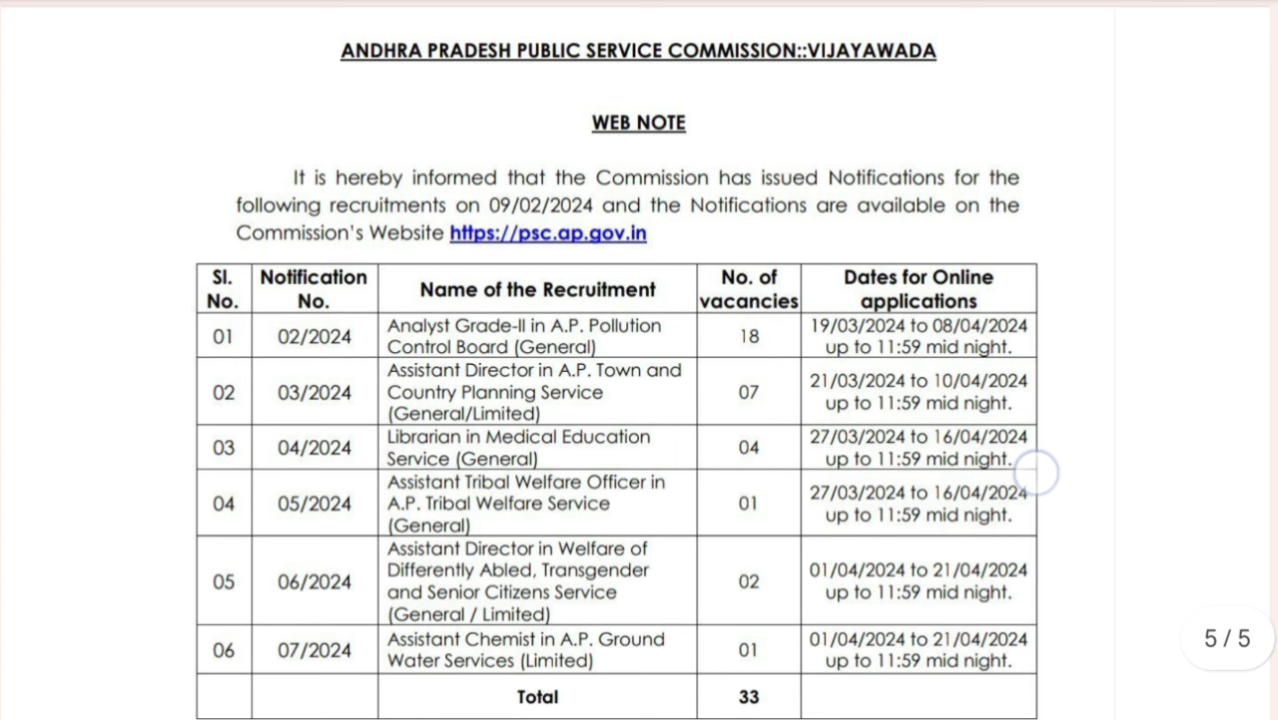 ANDHRA PRADESH PUBLIC SERVICE COMMISSION::VIJAYAWADA
WEB NOTE
It is hereby informed that the Commission has issued Notifications for the
following recruitments on 09/02/2024 and the Notifications are available on the
Commission's Website https://psc.ap.gov.in
Sl. No. Notification No. Name of the Recruitment No. of vacancies Dates for Online applications
01 02/2024 Analyst Grade-II in A.P. Pollution Control Board (General) 18 19/03/2024 to 08/04/2024 up to 11:59 mid night.
02 03/2024 Assistant Director in A.P. Town and Country Planning Service (General/Limited) 07 21/03/2024 to 10/04/2024 up to 11:59 mid night.
03 04/2024 Librarian in Medical Education Service (General) 04 27/03/2024 to 16/04/2024 up to 11:59 mid night.
04 05/2024 Assistant Tribal Welfare Officer in A.P. Tribal Welfare Service (General) 01 27/03/2024 to 16/04/2024 up to 11:59 mid night.
05 06/2024 Assistant Director in Welfare of Differently Abled, Transgender and Senior Citizens Service (General / Limited) 02 01/04/2024 to 21/04/2024 up to 11:59 mid night.
06 07/2024 Assistant Chemist in A.P. Ground Water Services (Limited) 01 01/04/2024 to 21/04/2024 up to 11:59 mid night.
Total 33
5 / 5